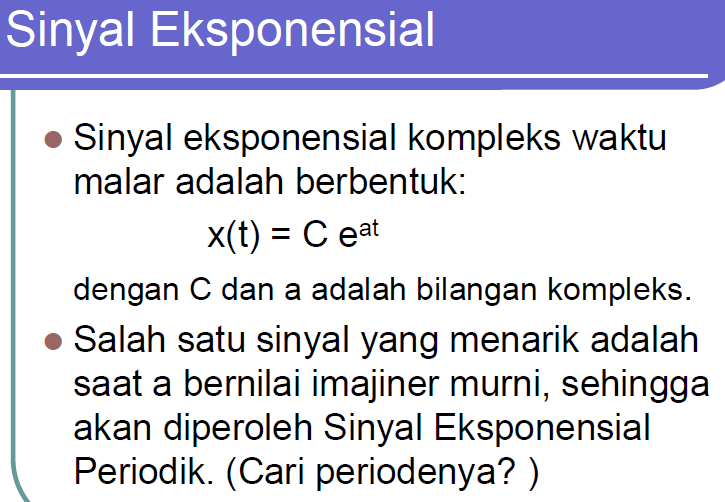 Sinyal Eksponensial
Sinyal eksponensial kompleks waktu
malar adalah berbentuk:
x(t) = C eᵃᵗ
dengan C dan a adalah bilangan kompleks.
Salah satu sinyal yang menarik adalah
saat a bernilai imajiner murni, sehingga
akan diperoleh Sinyal Eksponensial
Periodik. (Cari periodenya? )